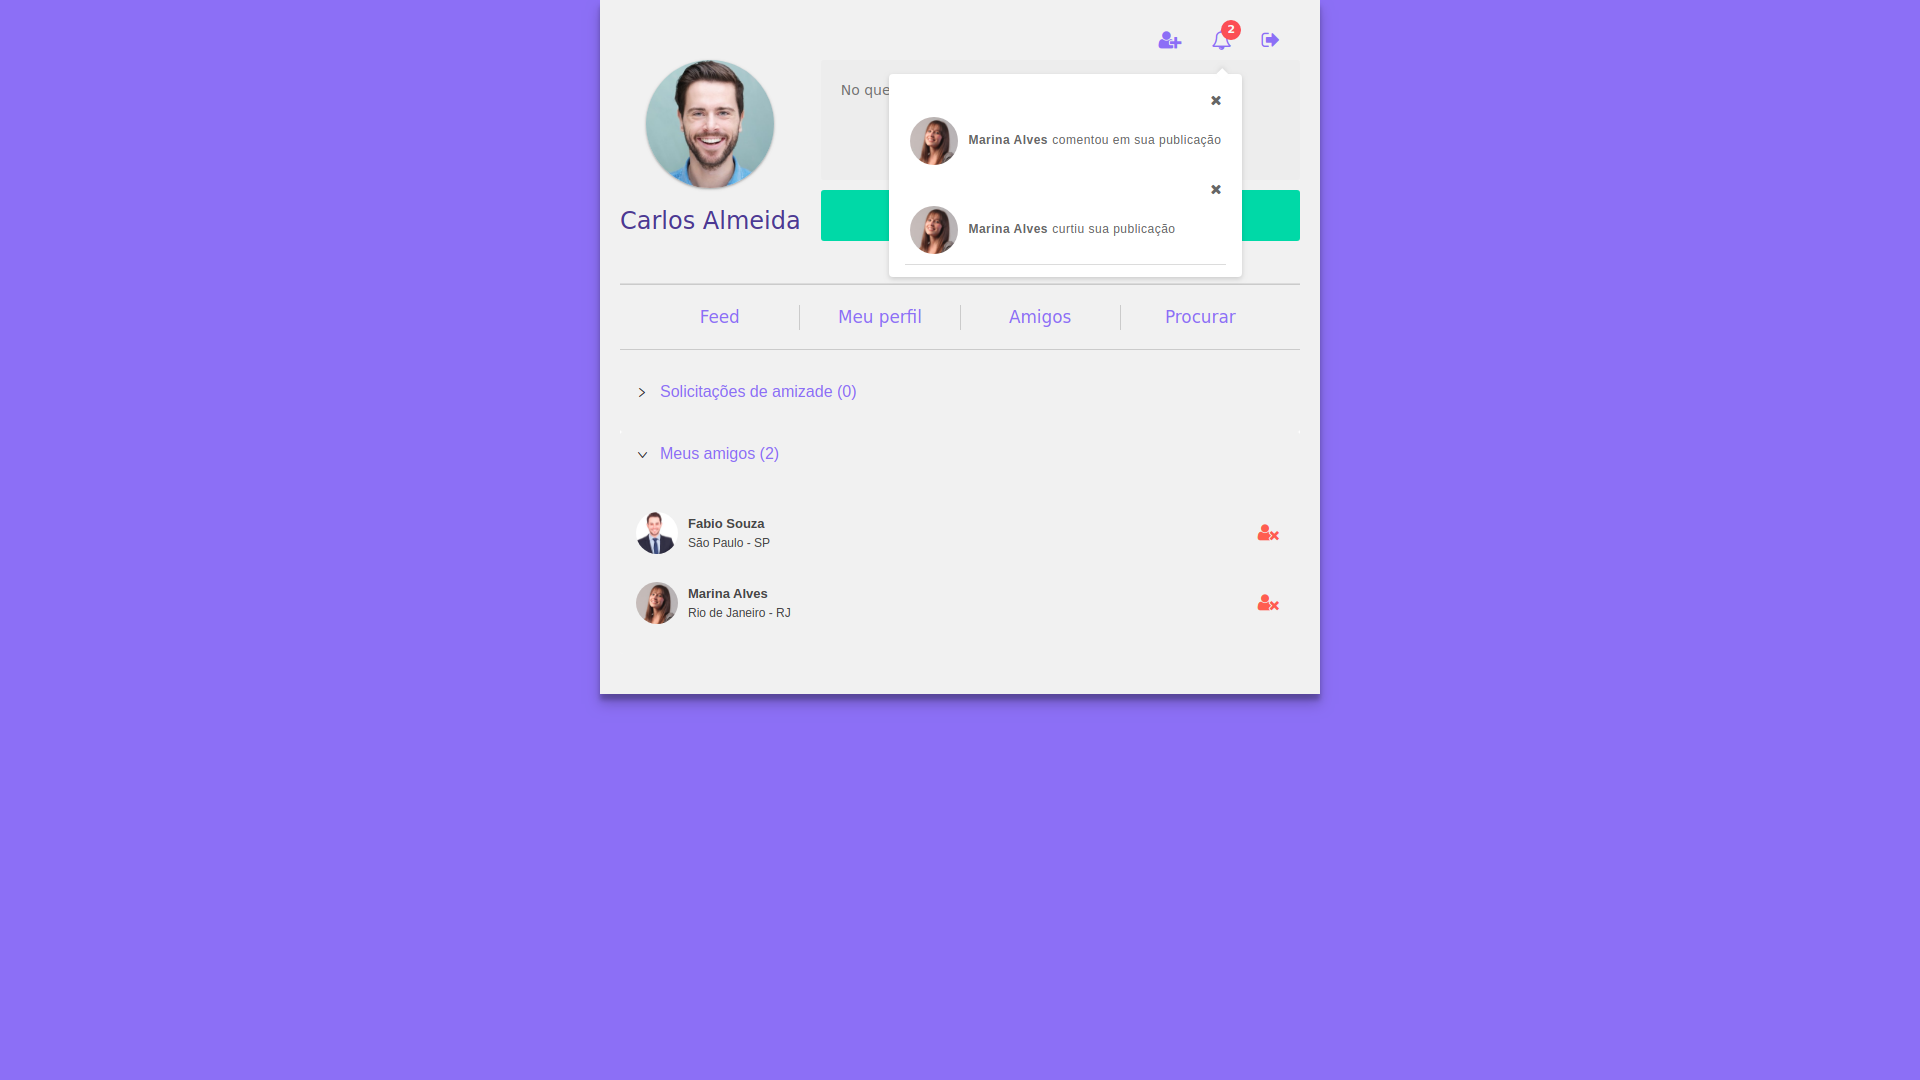 2
No que
Marina Alves comentou em sua publicação
Marina Alves curtiu sua publicação
Carlos Almeida
Feed
Meu perfil
Amigos
Procurar
Solicitações de amizade (0)
Meus amigos (2)
Fabio Souza
São Paulo - SP
Marina Alves
Rio de Janeiro - RJ